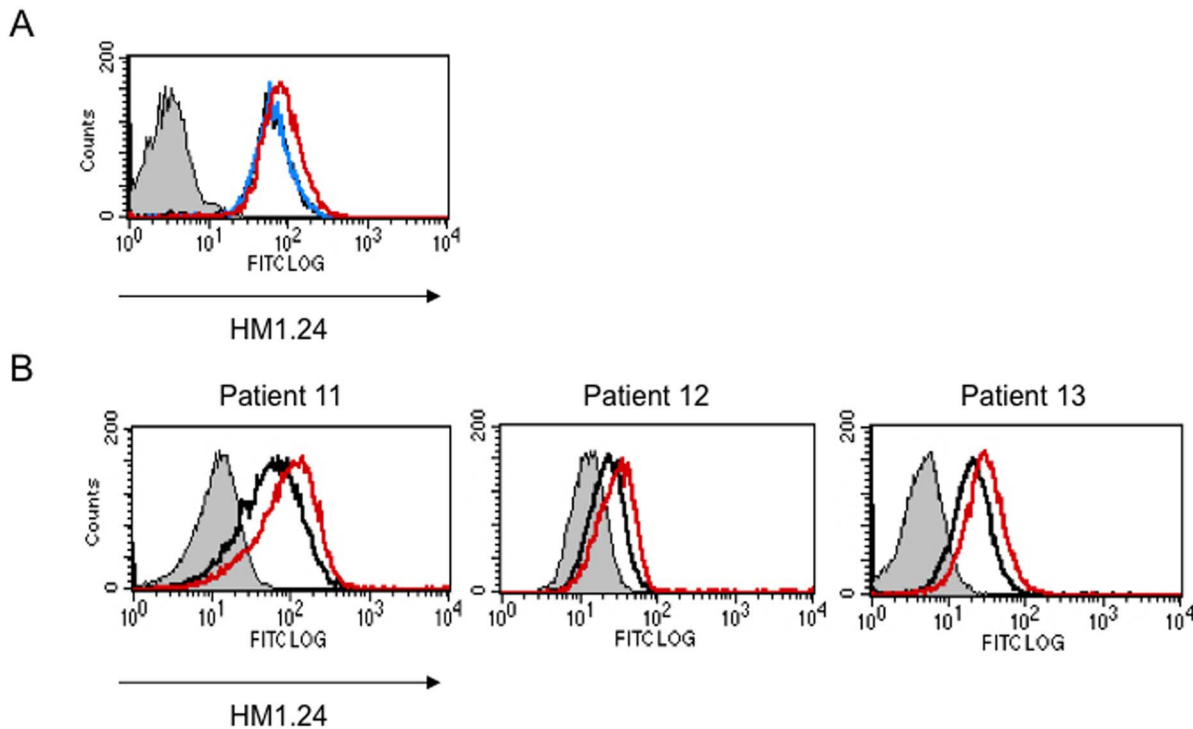 A
200
Counts
0
10^0 10^1 10^2 10^3 10^4
FITC LOG
HM1.24
B
Patient 11 Patient 12 Patient 13
200 200 200
Counts
0 0 0
10^0 10^1 10^2 10^3 10^4 10^0 10^1 10^2 10^3 10^4 10^0 10^1 10^2 10^3 10^4
FITC LOG FITC LOG FITC LOG
HM1.24